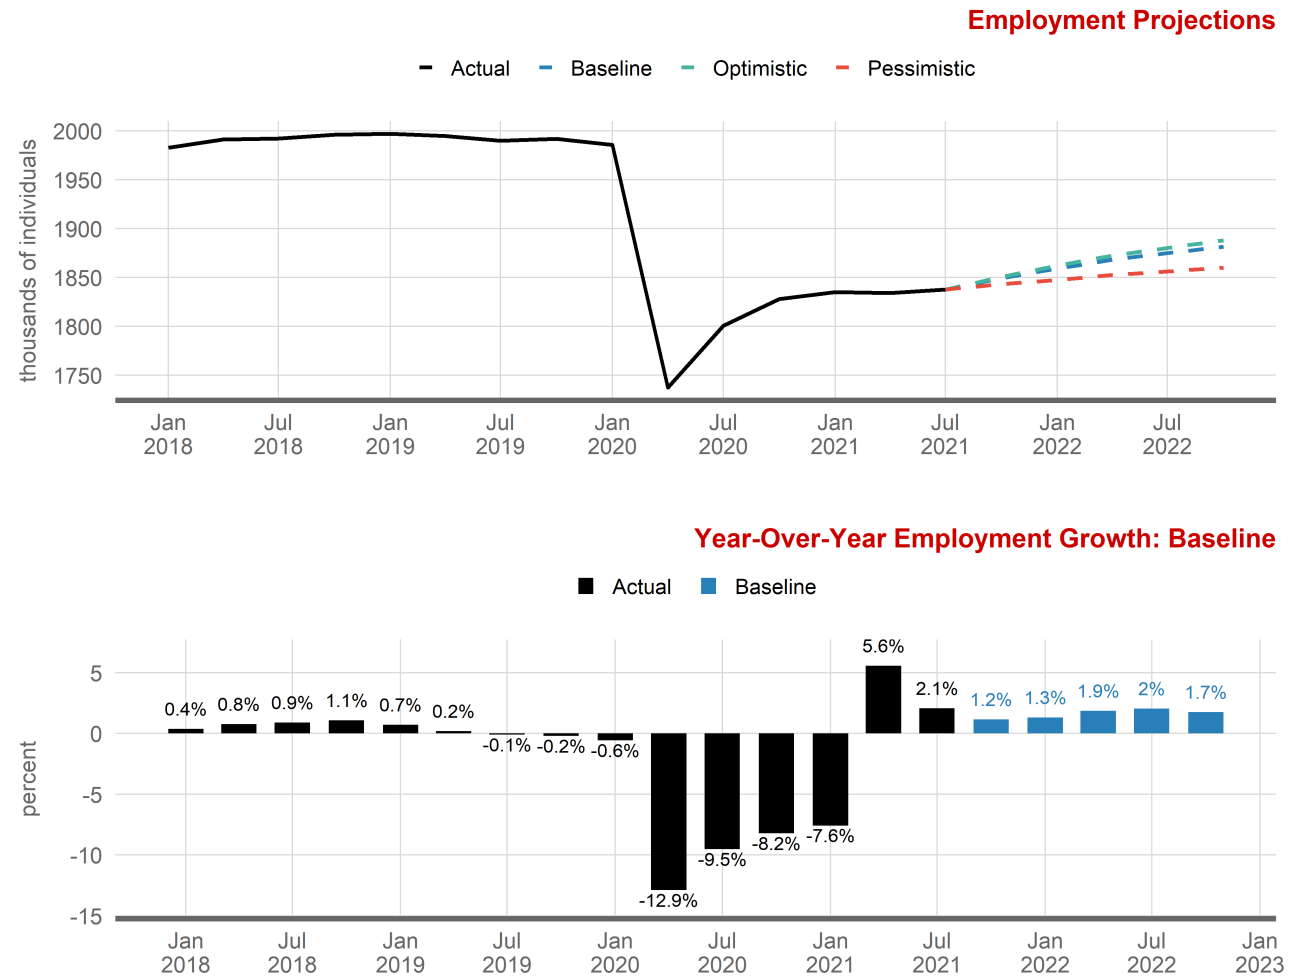 Employment Projections
Actual Baseline Optimistic Pessimistic
thousands of individuals
2000
1950
1900
1850
1800
1750
Jan Jul Jan Jul Jan Jul Jan Jul Jan Jul
2018 2018 2019 2019 2020 2020 2021 2021 2022 2022
Year-Over-Year Employment Growth: Baseline
Actual Baseline
percent
5
0
-5
-10
-15
0.4% 0.8% 0.9% 1.1% 0.7% 0.2% -0.1% -0.2% -0.6% -12.9% -9.5% -8.2% -7.6% 5.6% 2.1% 1.2% 1.3% 1.9% 2% 1.7%
Jan Jul Jan Jul Jan Jul Jan Jul Jan Jul Jan
2018 2018 2019 2019 2020 2020 2021 2021 2022 2022 2023